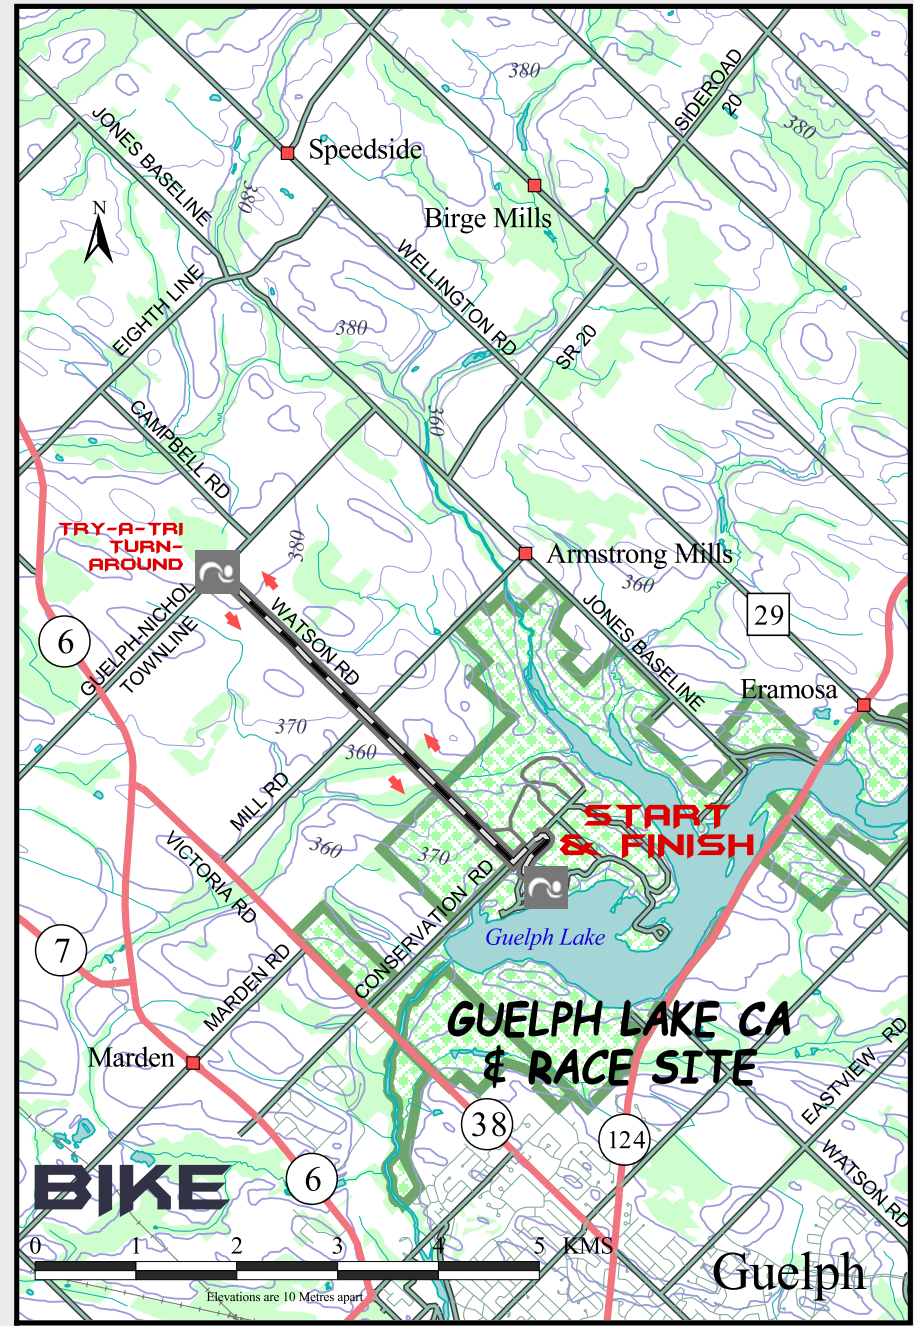 380
SIDEROAD
20
380
JONES BASELINE
Speedside
380
Birge Mills
N
WELLINGTON RD
EIGHTH LINE
380
SR 20
360
CAMPBELL RD
TRY-A-TRI
TURN-
AROUND
380
Armstrong Mills
360
JONES BASELINE
29
WATSON RD
GUELPH-NICHOL
TOWNLINE
6
Eramosa
370
360
MILL RD
START
& FINISH
VICTORIA RD
360
370
CONSERVATION RD
7
MARDEN RD
Guelph Lake
GUELPH LAKE CA
& RACE SITE
Marden
EASTVIEW RD
38
124
WATSON RD
BIKE
6
0 1 2 3 4 5 KMS
Elevations are 10 Metres apart
Guelph